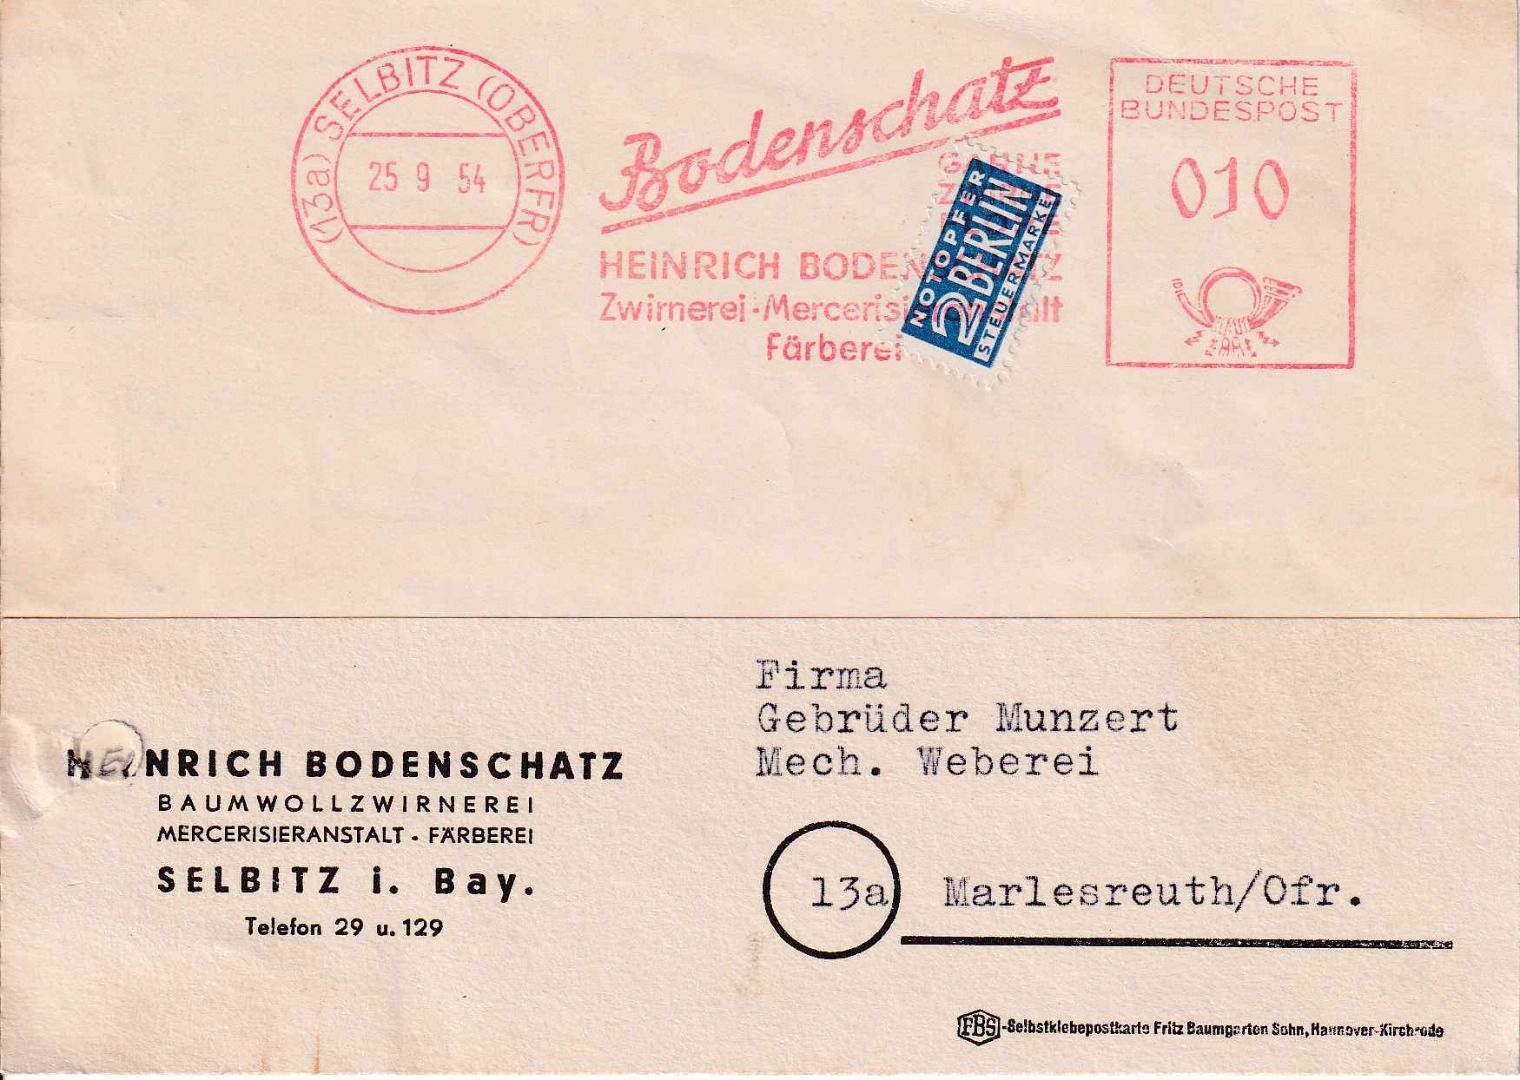 (13a) SELBITZ (OBERFR)
25 9 54
Bodenschatz
HEINRICH BODEN
Zwirnerei · Mercerisi
Färberei
NOTOPFER
2 BERLIN
STEUERMARKE
DEUTSCHE
BUNDESPOST
010
Firma
Gebrüder Munzert
Mech. Weberei
13a Marlesreuth/Ofr.
HEINRICH BODENSCHATZ
BAUMWOLLZWIRNEREI
MERCERISIERANSTALT - FÄRBEREI
SELBITZ i. Bay.
Telefon 29 u. 129
FBS-Selbstklebepostkarte Fritz Baumgarten Sohn, Hannover-Kirchrode